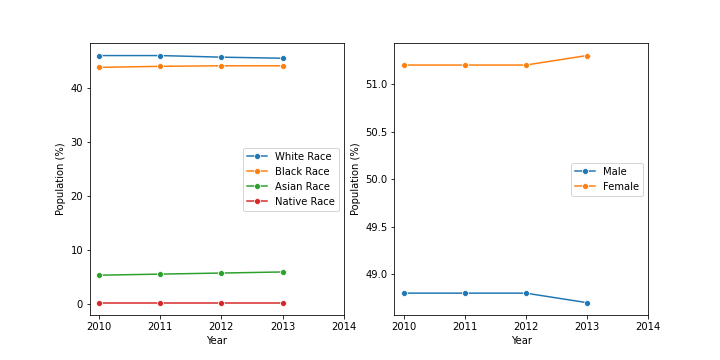 Population (%)
40
30
20
10
0
2010 2011 2012 2013 2014
Year
White Race
Black Race
Asian Race
Native Race
Population (%)
51.0
50.5
50.0
49.5
49.0
2010 2011 2012 2013 2014
Year
Male
Female